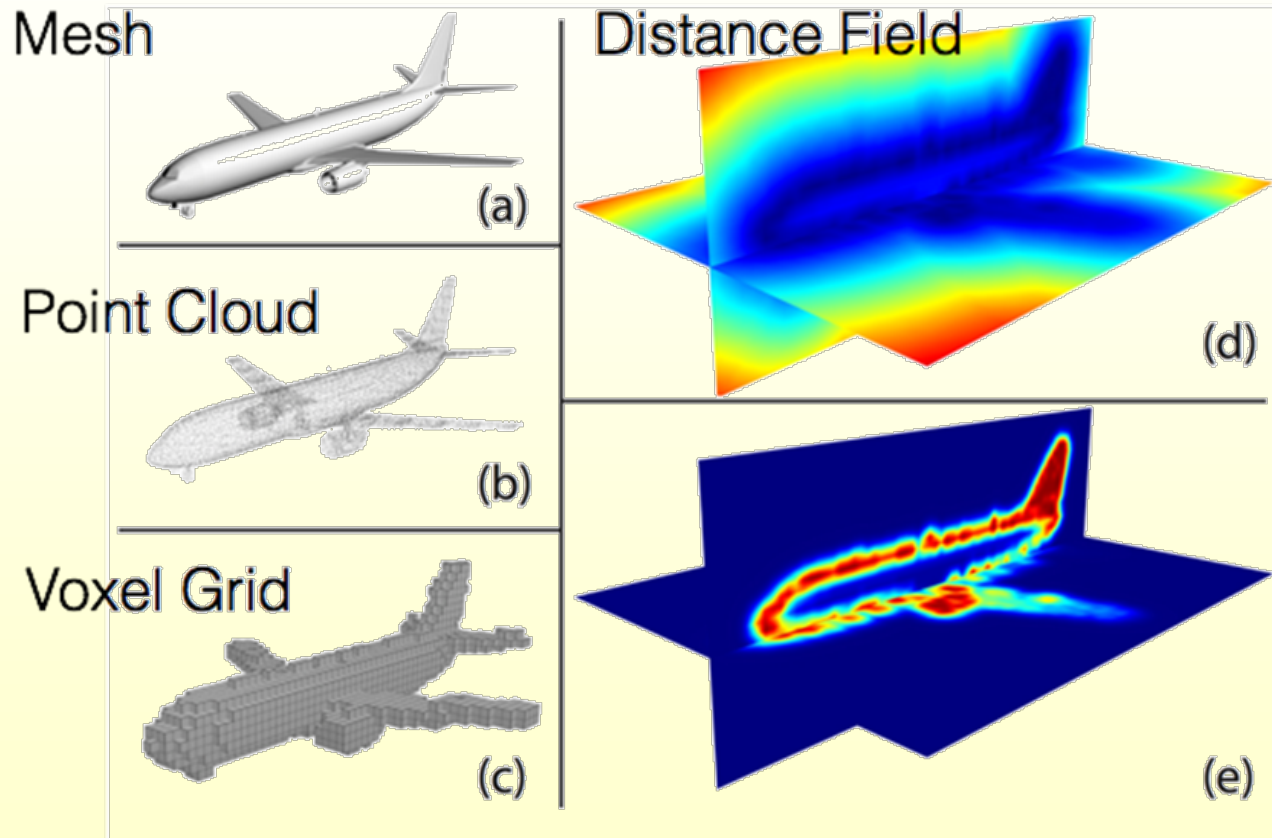 Mesh
(a)
Point Cloud
(b)
Voxel Grid
(c)
Distance Field
(d)
(e)